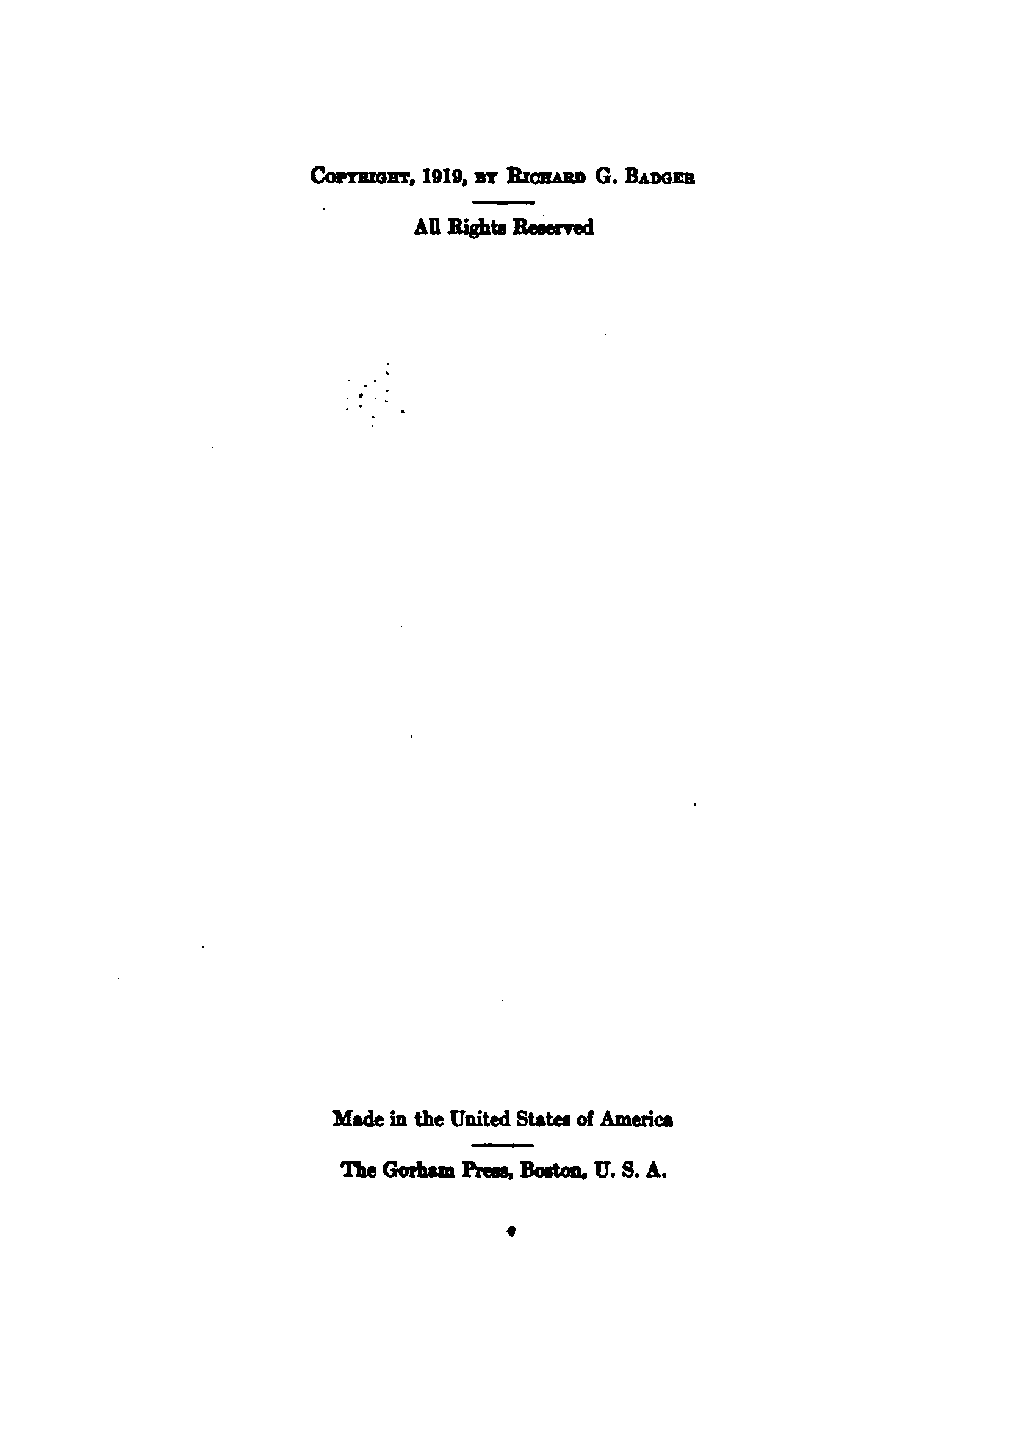 COPYRIGHT, 1919, BY RICHARD G. BADGER
All Rights Reserved
Made in the United States of America
The Gorham Press, Boston, U. S. A.